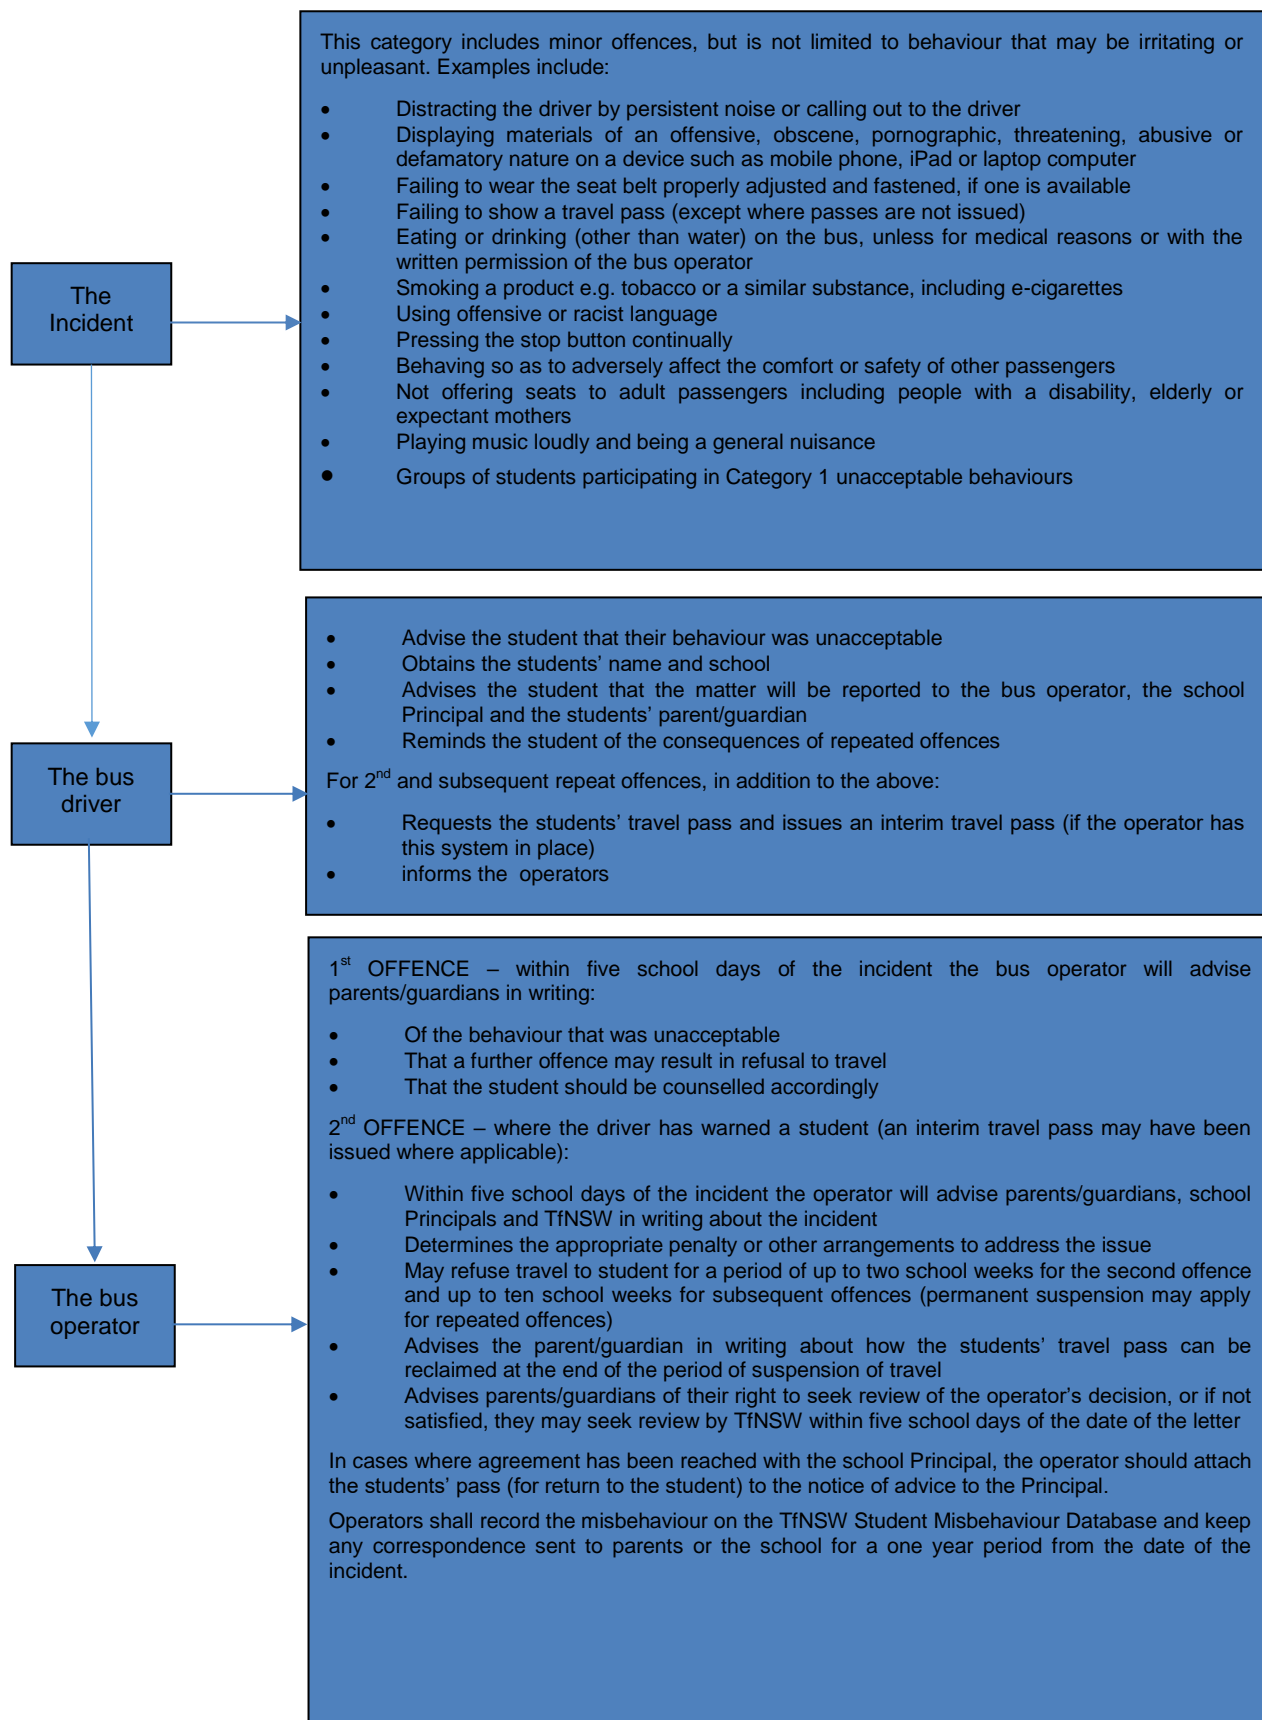 This category includes minor offences, but is not limited to behaviour that may be irritating or
unpleasant. Examples include:
• Distracting the driver by persistent noise or calling out to the driver
• Displaying materials of an offensive, obscene, pornographic, threatening, abusive or
defamatory nature on a device such as mobile phone, iPad or laptop computer
• Failing to wear the seat belt properly adjusted and fastened, if one is available
• Failing to show a travel pass (except where passes are not issued)
• Eating or drinking (other than water) on the bus, unless for medical reasons or with the
written permission of the bus operator
• Smoking a product e.g. tobacco or a similar substance, including e-cigarettes
• Using offensive or racist language
• Pressing the stop button continually
• Behaving so as to adversely affect the comfort or safety of other passengers
• Not offering seats to adult passengers including people with a disability, elderly or
expectant mothers
• Playing music loudly and being a general nuisance
• Groups of students participating in Category 1 unacceptable behaviours
The
Incident
• Advise the student that their behaviour was unacceptable
• Obtains the students’ name and school
• Advises the student that the matter will be reported to the bus operator, the school
Principal and the students’ parent/guardian
• Reminds the student of the consequences of repeated offences
For 2nd and subsequent repeat offences, in addition to the above:
• Requests the students’ travel pass and issues an interim travel pass (if the operator has
this system in place)
• informs the operators
The bus
driver
1st OFFENCE – within five school days of the incident the bus operator will advise
parents/guardians in writing:
• Of the behaviour that was unacceptable
• That a further offence may result in refusal to travel
• That the student should be counselled accordingly
2nd OFFENCE – where the driver has warned a student (an interim travel pass may have been
issued where applicable):
• Within five school days of the incident the operator will advise parents/guardians, school
Principals and TfNSW in writing about the incident
• Determines the appropriate penalty or other arrangements to address the issue
• May refuse travel to student for a period of up to two school weeks for the second offence
and up to ten school weeks for subsequent offences (permanent suspension may apply
for repeated offences)
• Advises the parent/guardian in writing about how the students’ travel pass can be
reclaimed at the end of the period of suspension of travel
• Advises parents/guardians of their right to seek review of the operator’s decision, or if not
satisfied, they may seek review by TfNSW within five school days of the date of the letter
In cases where agreement has been reached with the school Principal, the operator should attach
the students’ pass (for return to the student) to the notice of advice to the Principal.
Operators shall record the misbehaviour on the TfNSW Student Misbehaviour Database and keep
any correspondence sent to parents or the school for a one year period from the date of the
incident.
The bus
operator